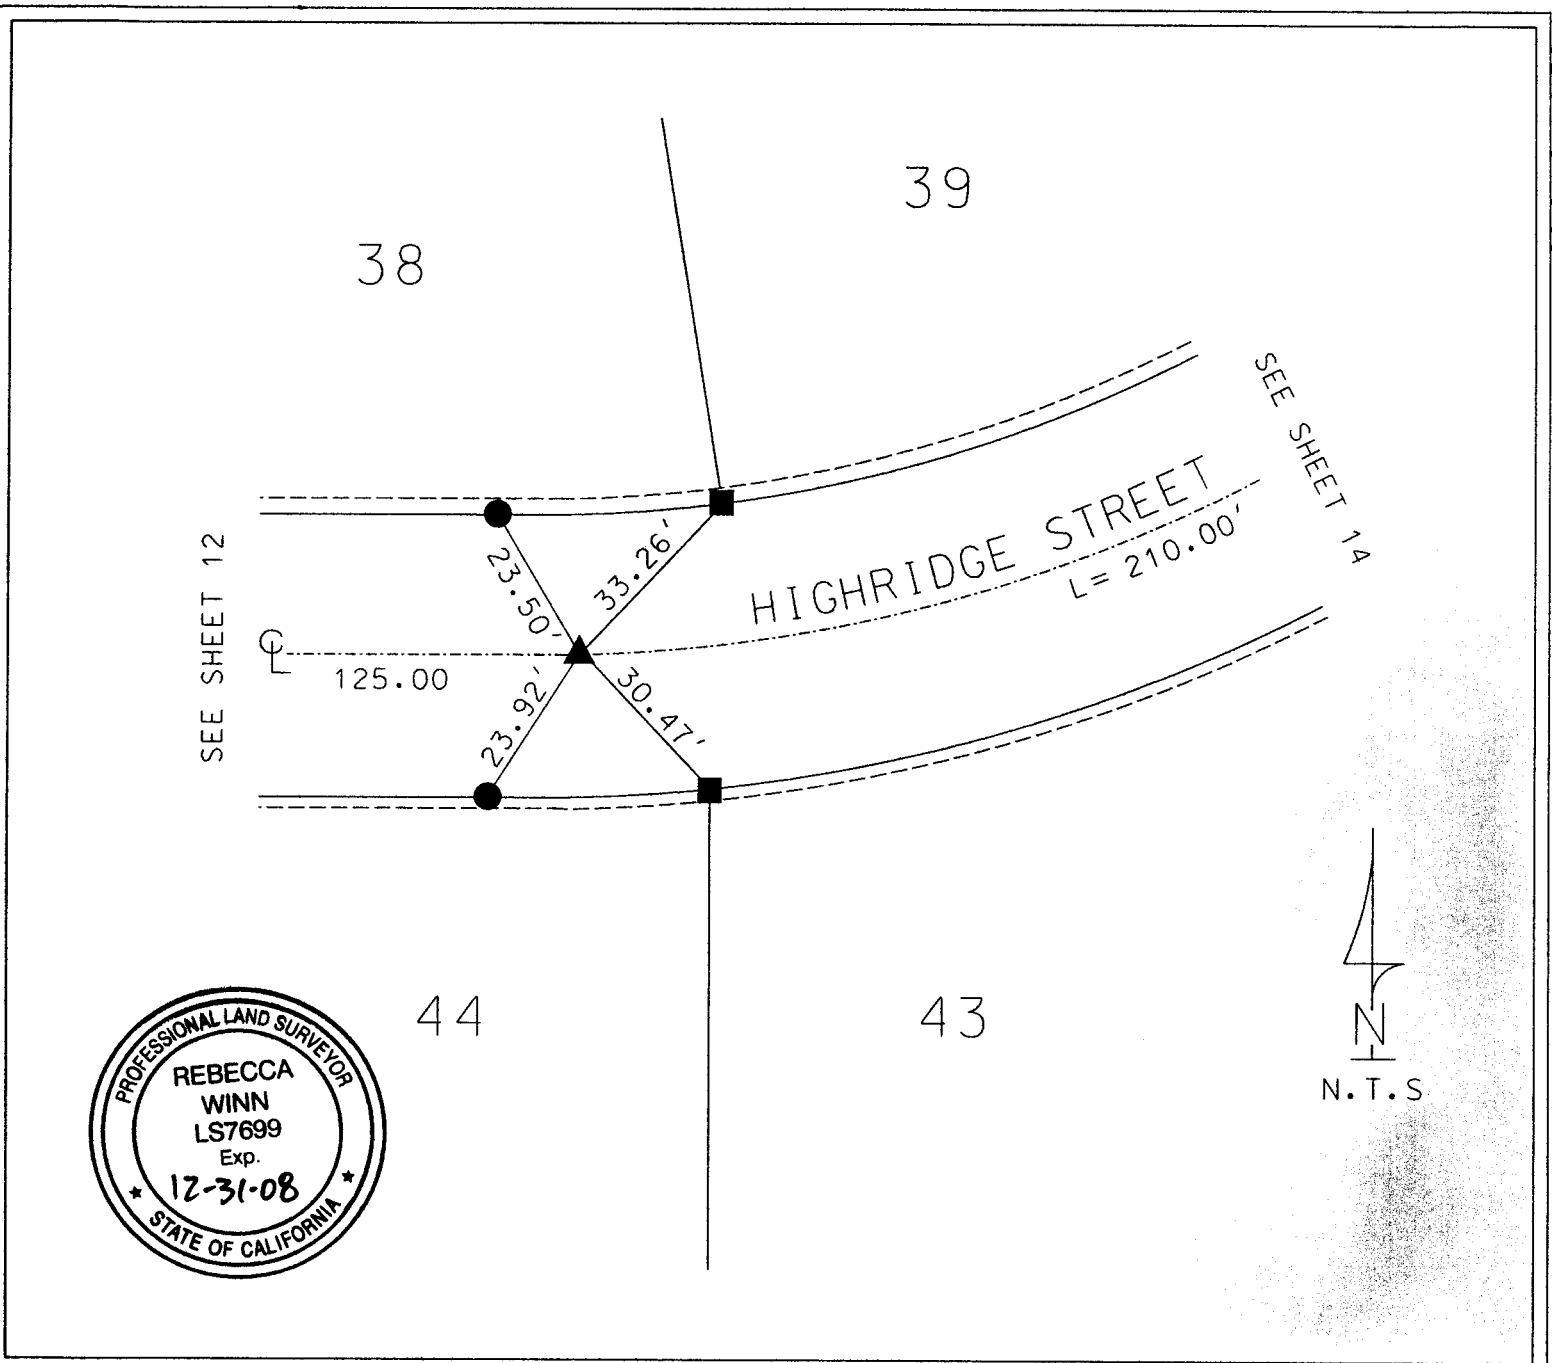 39
38
SEE SHEET 14
HIGHRIDGE STREET
L= 210.00'
SEE SHEET 12
23.50'
33.26'
CL
125.00
23.92'
30.47'
44
43
N
N.T.S
PROFESSIONAL LAND SURVEYOR
REBECCA
WINN
LS7699
Exp.
12-31-08
STATE OF CALIFORNIA